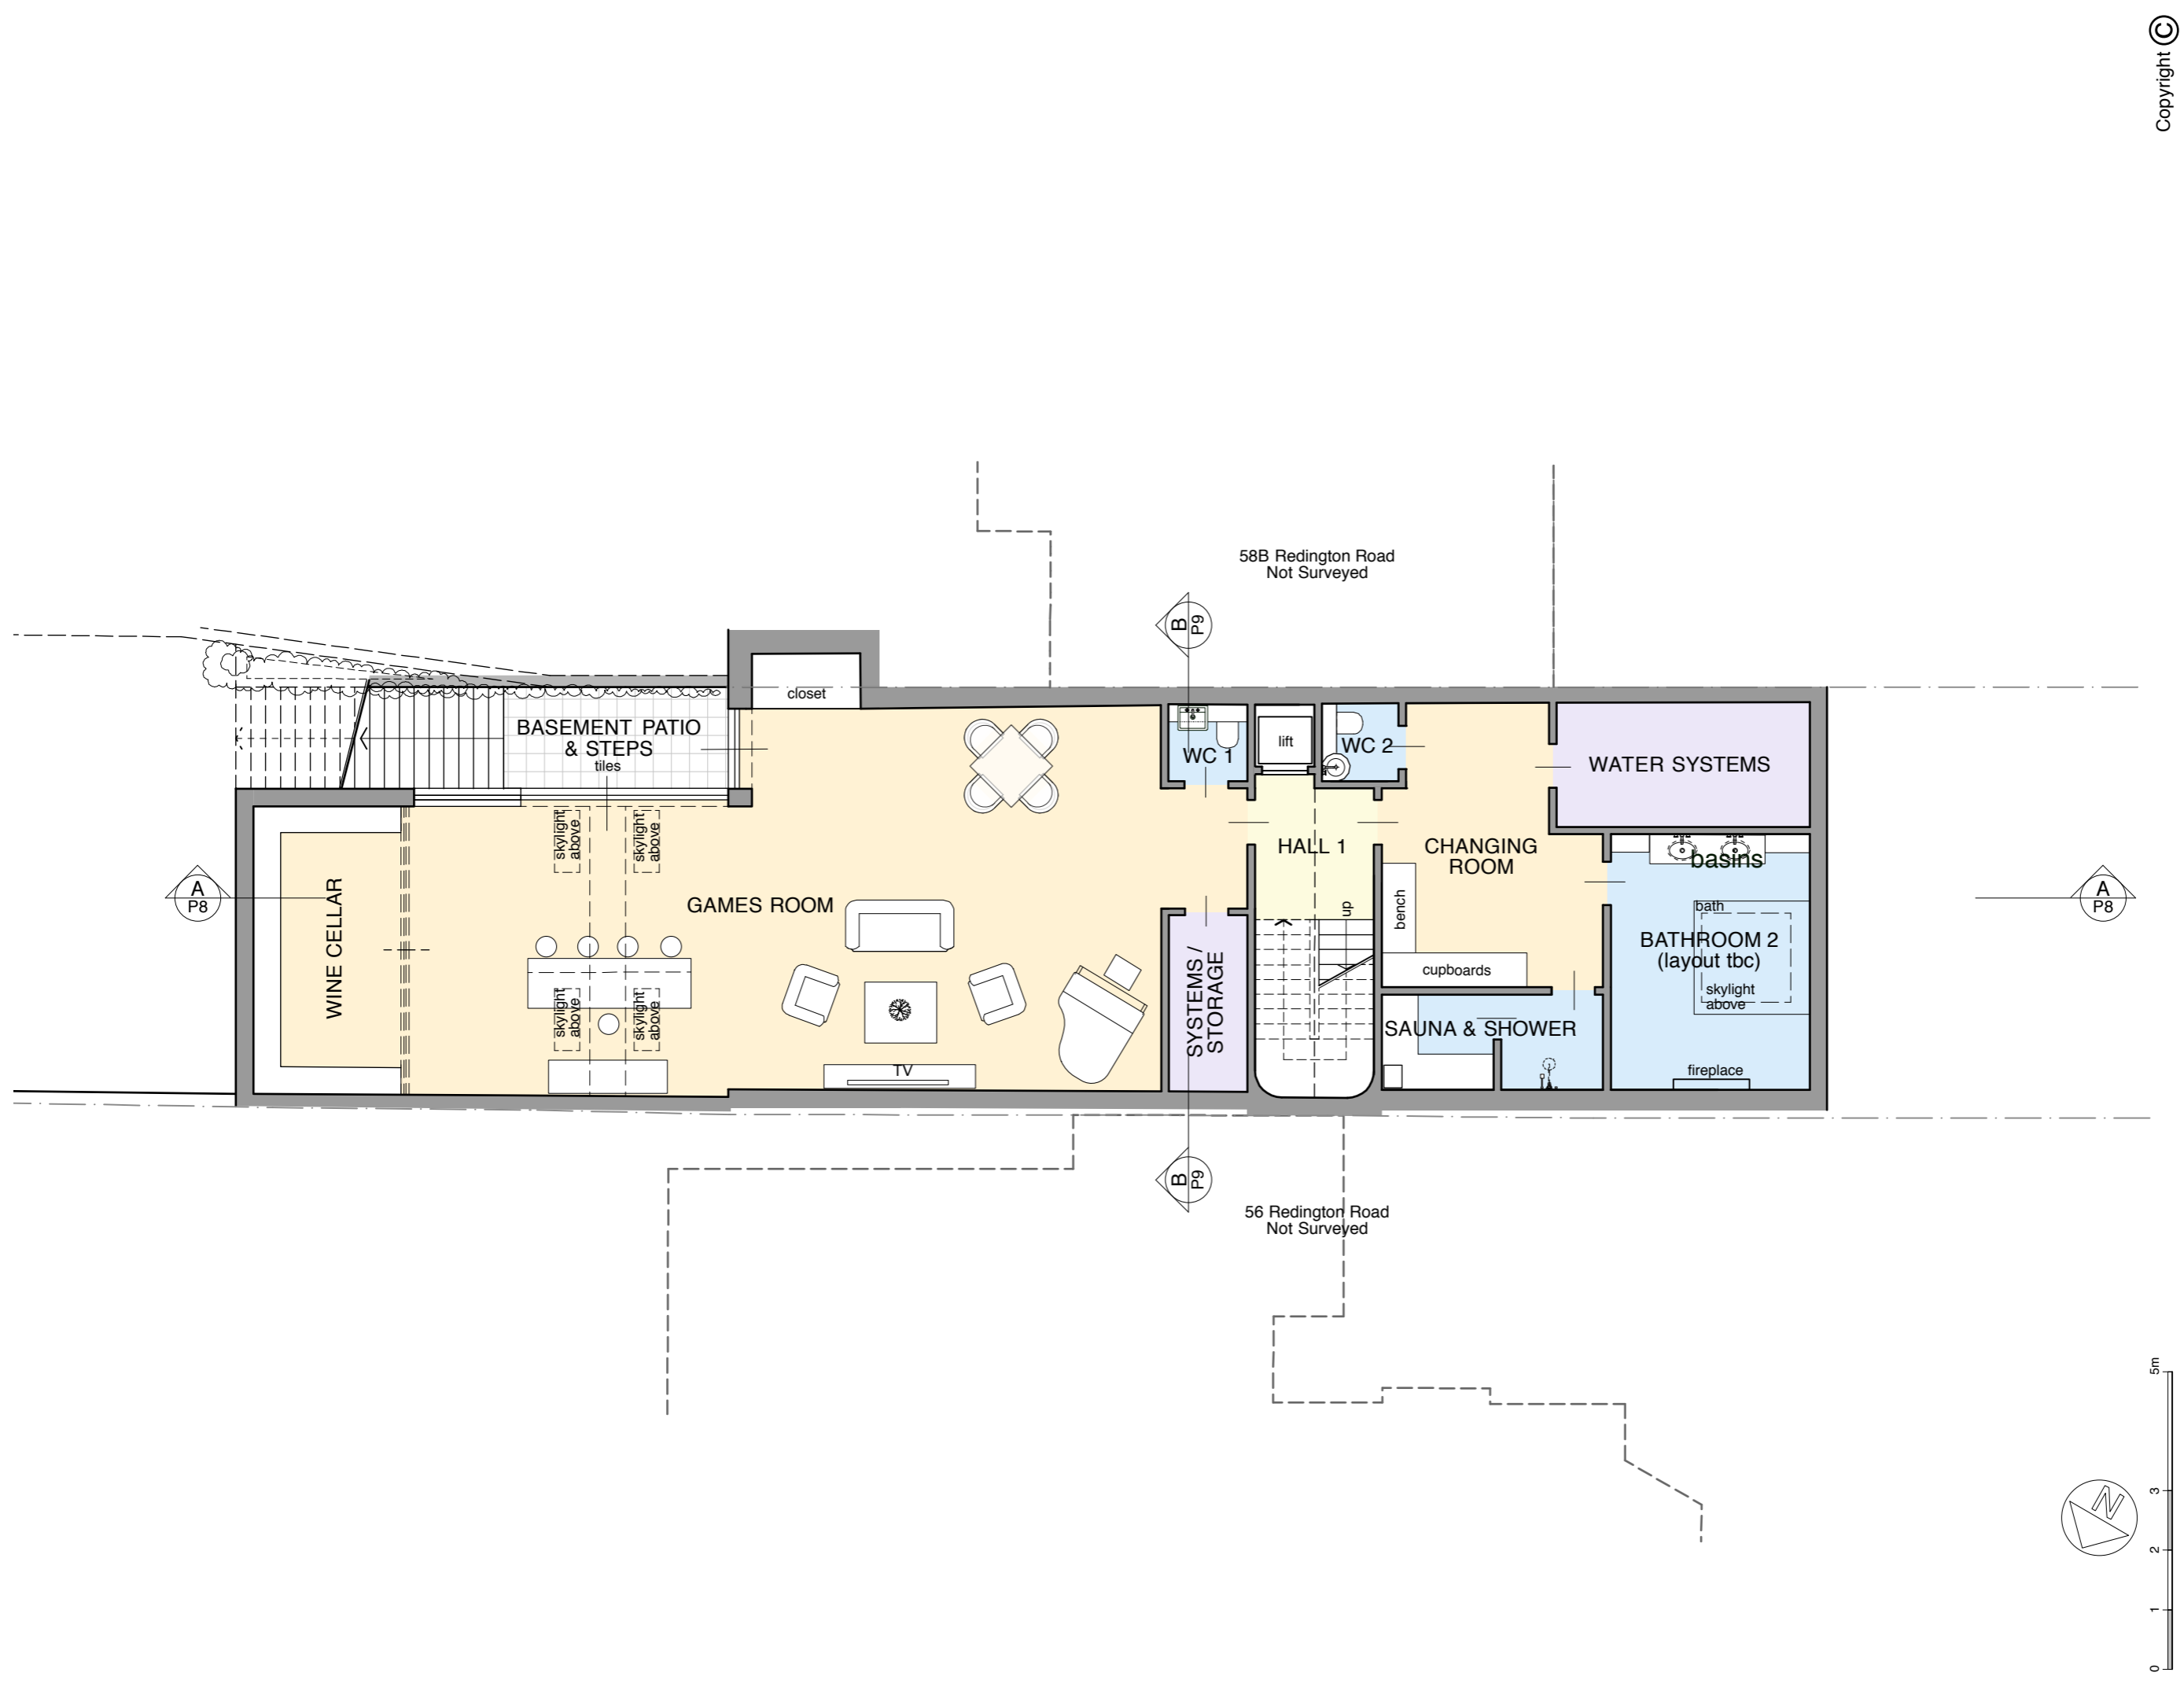 Copyright ©
58B Redington Road
Not Surveyed
B
P9
closet
BASEMENT PATIO
& STEPS
tiles
WC 1
lift
WC 2
WATER SYSTEMS
skylight
above
skylight
above
HALL 1
CHANGING
ROOM
basins
A
P8
WINE CELLAR
GAMES ROOM
up
bench
bath
A
P8
BATHROOM 2
(layout tbc)
cupboards
skylight
above
skylight
above
skylight
above
SYSTEMS /
STORAGE
SAUNA & SHOWER
TV
fireplace
B
P9
56 Redington Road
Not Surveyed
N
5m
3
2
1
0